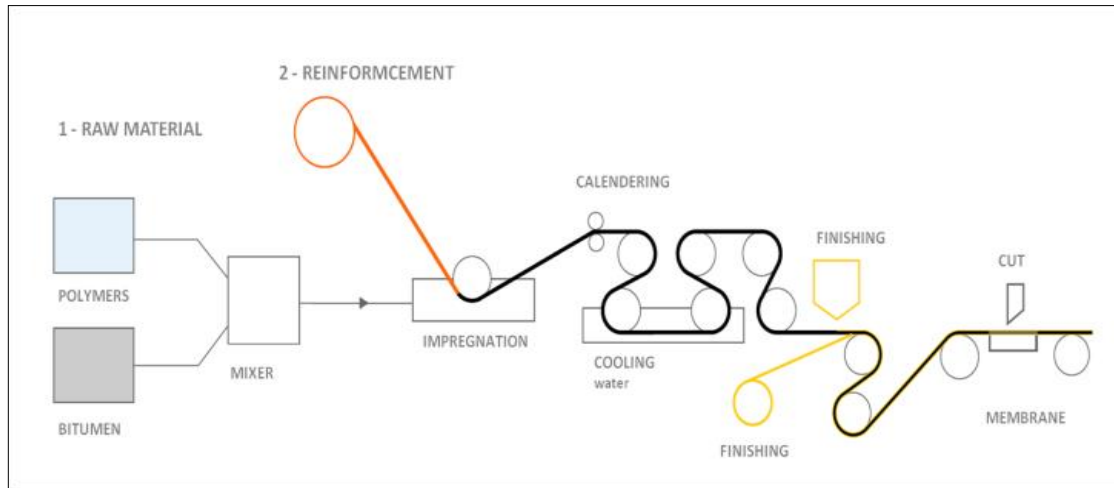 2 - REINFORMCEMENT
1 - RAW MATERIAL
CALENDERING
FINISHING
CUT
POLYMERS
IMPREGNATION
COOLING
water
MIXER
MEMBRANE
BITUMEN
FINISHING